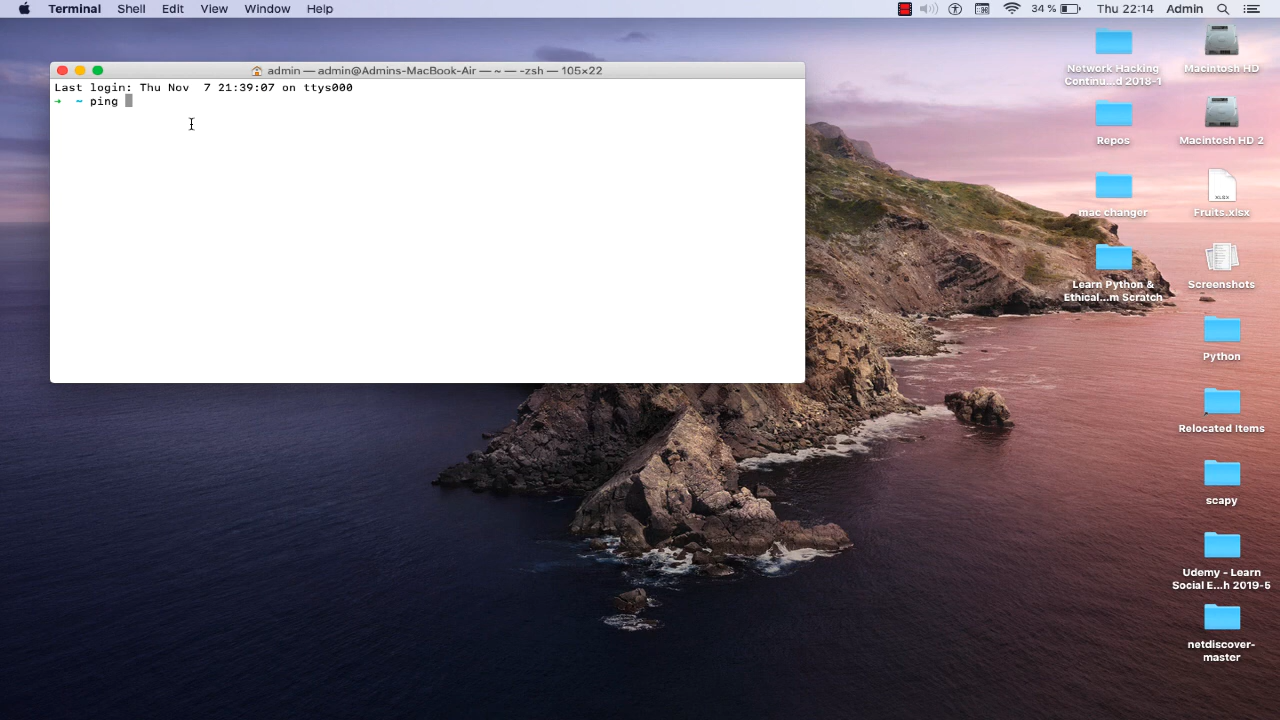 Terminal Shell Edit View Window Help 34 % Thu 22:14 Admin
admin — admin@Admins-MacBook-Air — ~ — -zsh — 105×22
Last login: Thu Nov  7 21:39:07 on ttys000
➜  ~ ping
Network Hacking
Continu...d 2018-1
Macintosh HD
Repos
Macintosh HD 2
mac changer
XLSX
Fruits.xlsx
Learn Python &
Ethical...m Scratch
Screenshots
Python
Relocated Items
scapy
Udemy - Learn
Social E...h 2019-5
netdiscover-
master